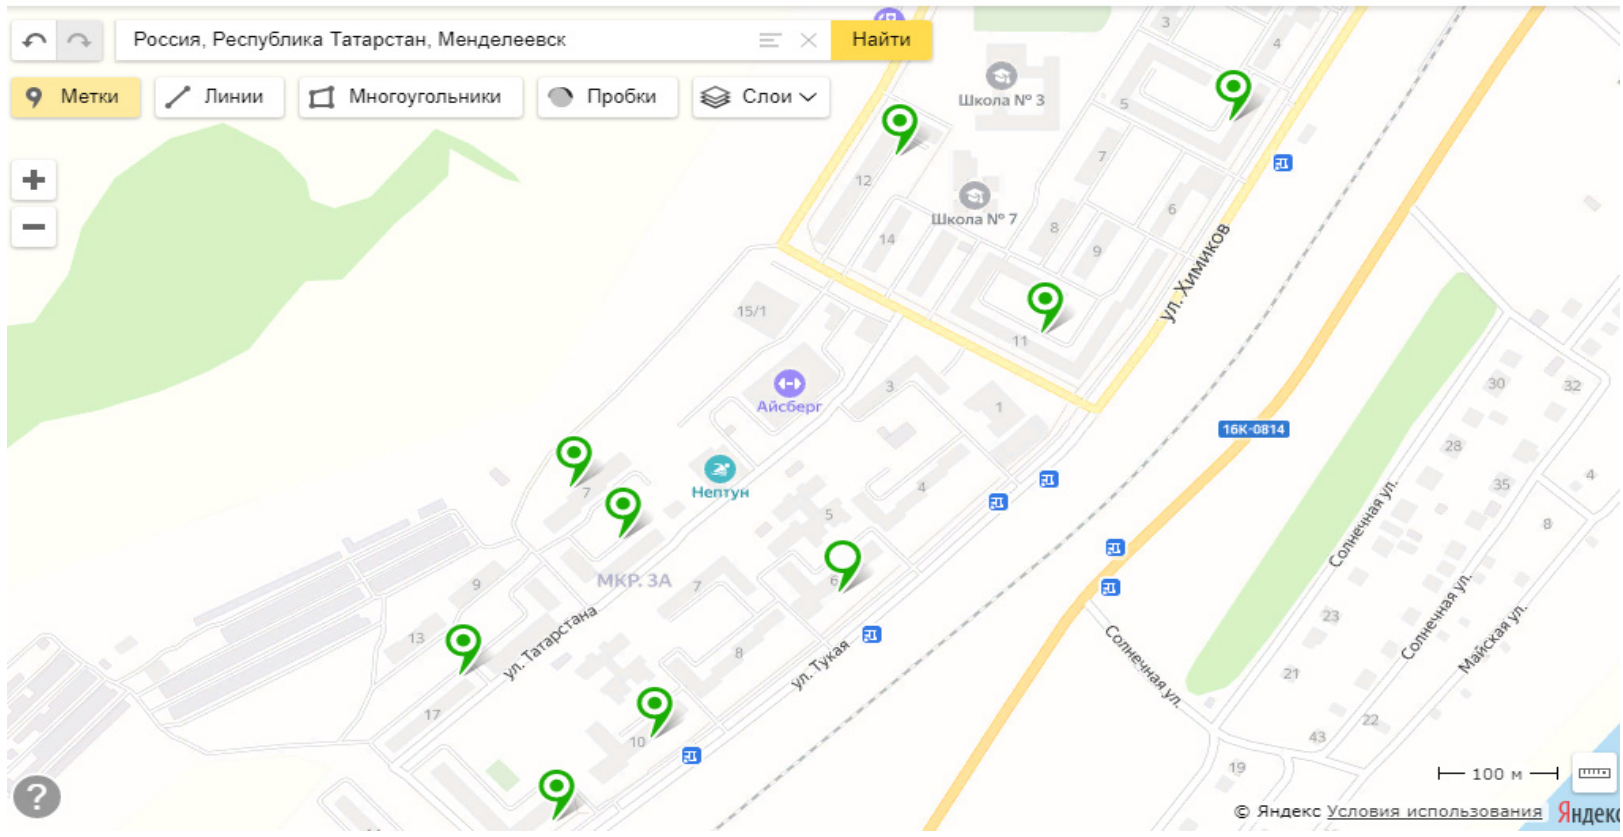 Россия, Республика Татарстан, Менделеевск
Найти
Метки
Линии
Многоугольники
Пробки
Слои
3
4
Школа № 3
5
7
12
Школа № 7
6
8
14
9
ул. Химиков
15/1
11
3
Айсберг
1
30
32
16К-0814
28
7
Нептун
4
35
4
5
8
Солнечная ул.
МКР. 3А
9
7
6
Солнечная ул.
13
ул. Татарстана
8
ул. Тукая
Солнечная ул.
23
Майская ул.
21
17
10
22
43
19
100 м
?
© Яндекс Условия использования
Яндекс